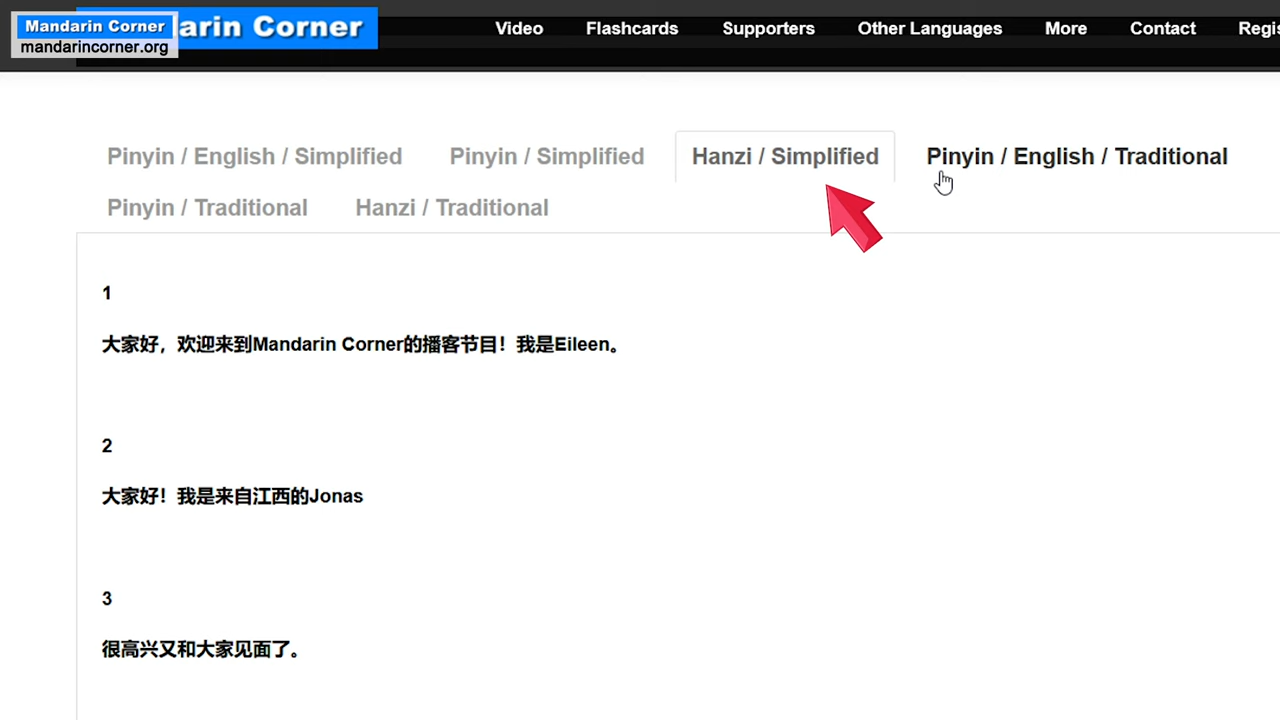 Mandarin Corner
mandarincorner.org
arin Corner
Video Flashcards Supporters Other Languages More Contact Regis
Pinyin / English / Simplified Pinyin / Simplified Hanzi / Simplified Pinyin / English / Traditional
Pinyin / Traditional Hanzi / Traditional
1
大家好，欢迎来到Mandarin Corner的播客节目！我是Eileen。
2
大家好！我是来自江西的Jonas
3
很高兴又和大家见面了。